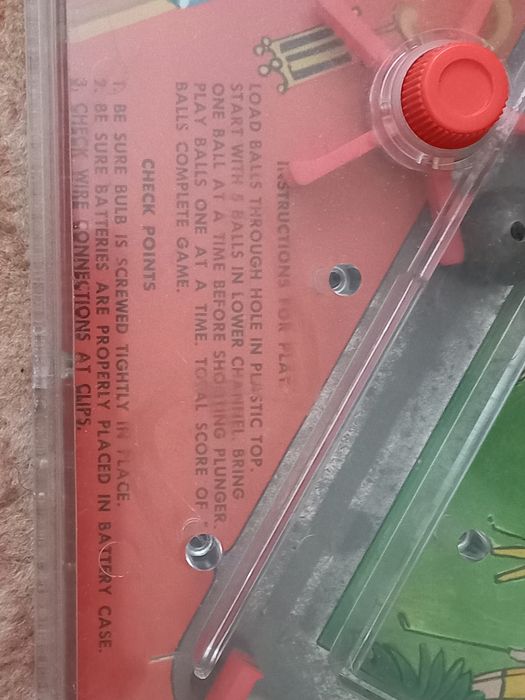 INSTRUCTIONS FOR PLAY
LOAD BALLS THROUGH HOLE IN PLASTIC TOP.
START WITH 5 BALLS IN LOWER CHANNEL. BRING
ONE BALL AT A TIME BEFORE SHOOTING PLUNGER.
PLAY BALLS ONE AT A TIME. TOTAL SCORE OF
BALLS COMPLETE GAME.
CHECK POINTS
1. BE SURE BULB IS SCREWED TIGHTLY IN PLACE.
2. BE SURE BATTERIES ARE PROPERLY PLACED IN BATTERY CASE.
3. CHECK WIRE CONNECTIONS AT CLIPS.